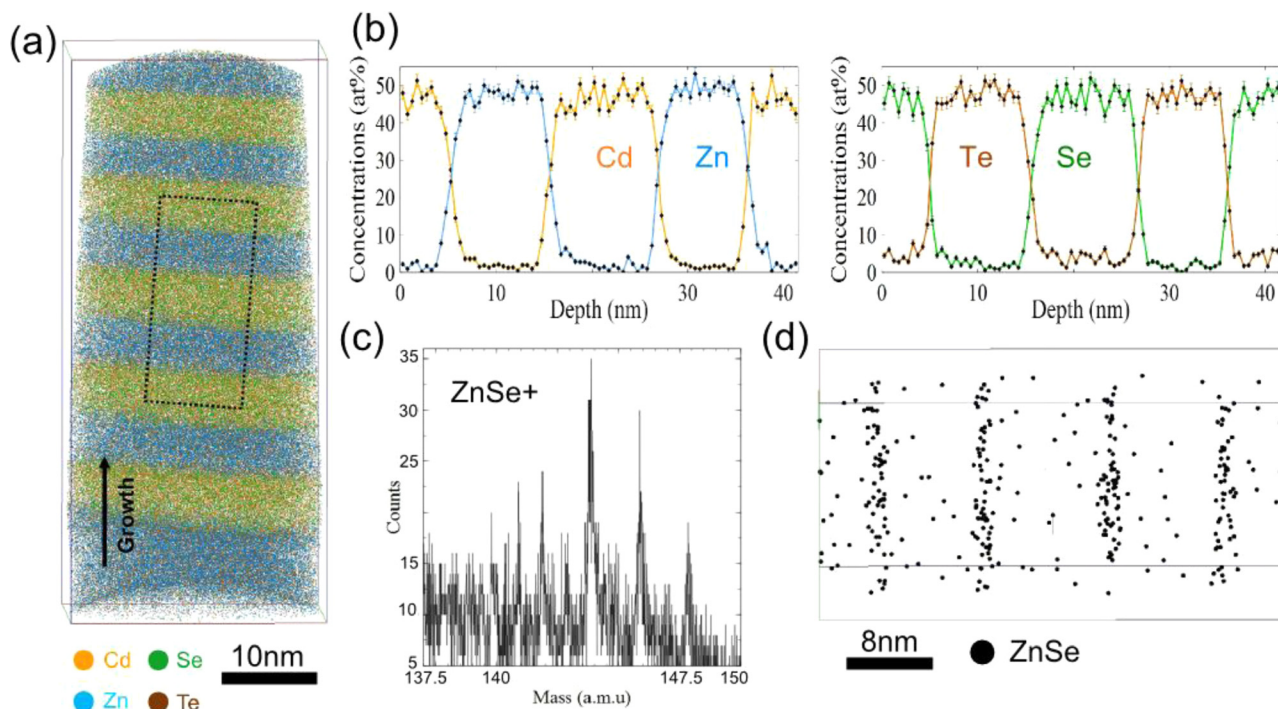 (a)
Growth
Cd
Se
Zn
Te
10nm
(b)
Concentrations (at%)
50
40
30
20
10
0
Cd
Zn
0
10
20
30
40
Depth (nm)
Concentrations (at%)
50
40
30
20
10
0
Te
Se
0
10
20
30
40
Depth (nm)
(c)
ZnSe+
Counts
35
30
25
15
10
5
137.5
140
147.5
150
Mass (a.m.u)
(d)
8nm
ZnSe